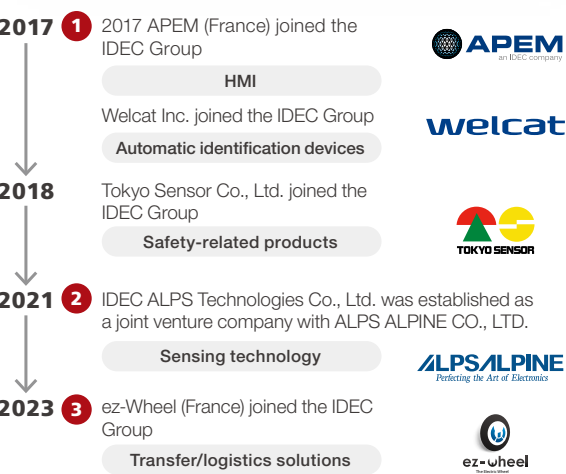 2017 1 2017 APEM (France) joined the
IDEC Group
APEM
an IDEC company
HMI
Welcat Inc. joined the IDEC Group
welcat
Automatic identification devices
2018 Tokyo Sensor Co., Ltd. joined the
IDEC Group
TOKYO SENSOR
Safety-related products
2021 2 IDEC ALPS Technologies Co., Ltd. was established as
a joint venture company with ALPS ALPINE CO., LTD.
Sensing technology
ALPSALPINE
Perfecting the Art of Electronics
2023 3 ez-Wheel (France) joined the IDEC
Group
Transfer/logistics solutions
ez-wheel
The Electric Wheel